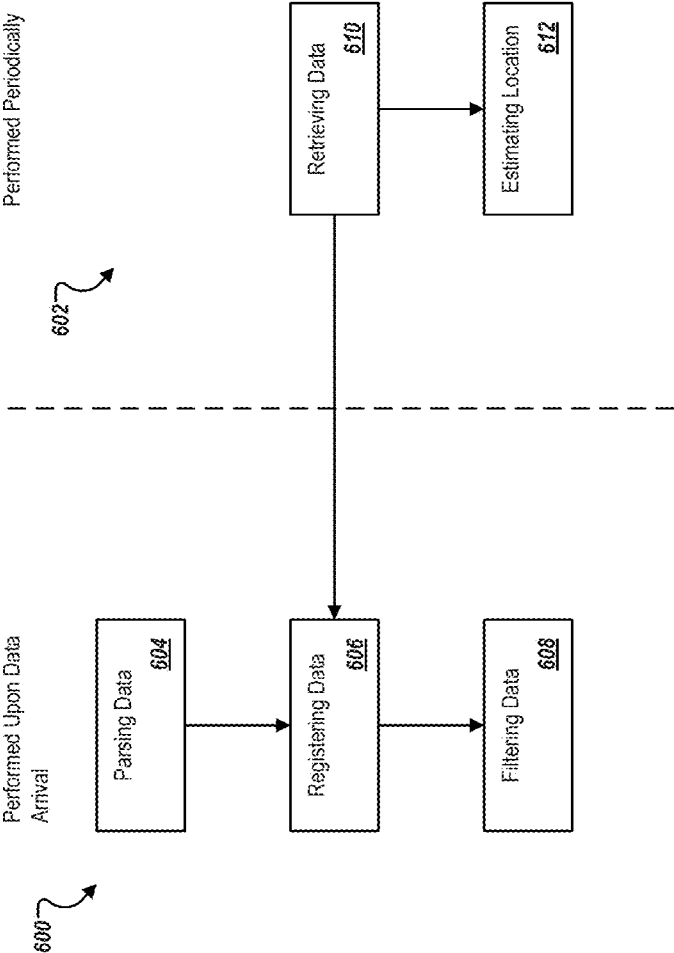 600
Performed Upon Data
Arrival
Parsing Data
604
Registering Data
606
Filtering Data
608
602
Performed Periodically
Retrieving Data
610
Estimating Location
612